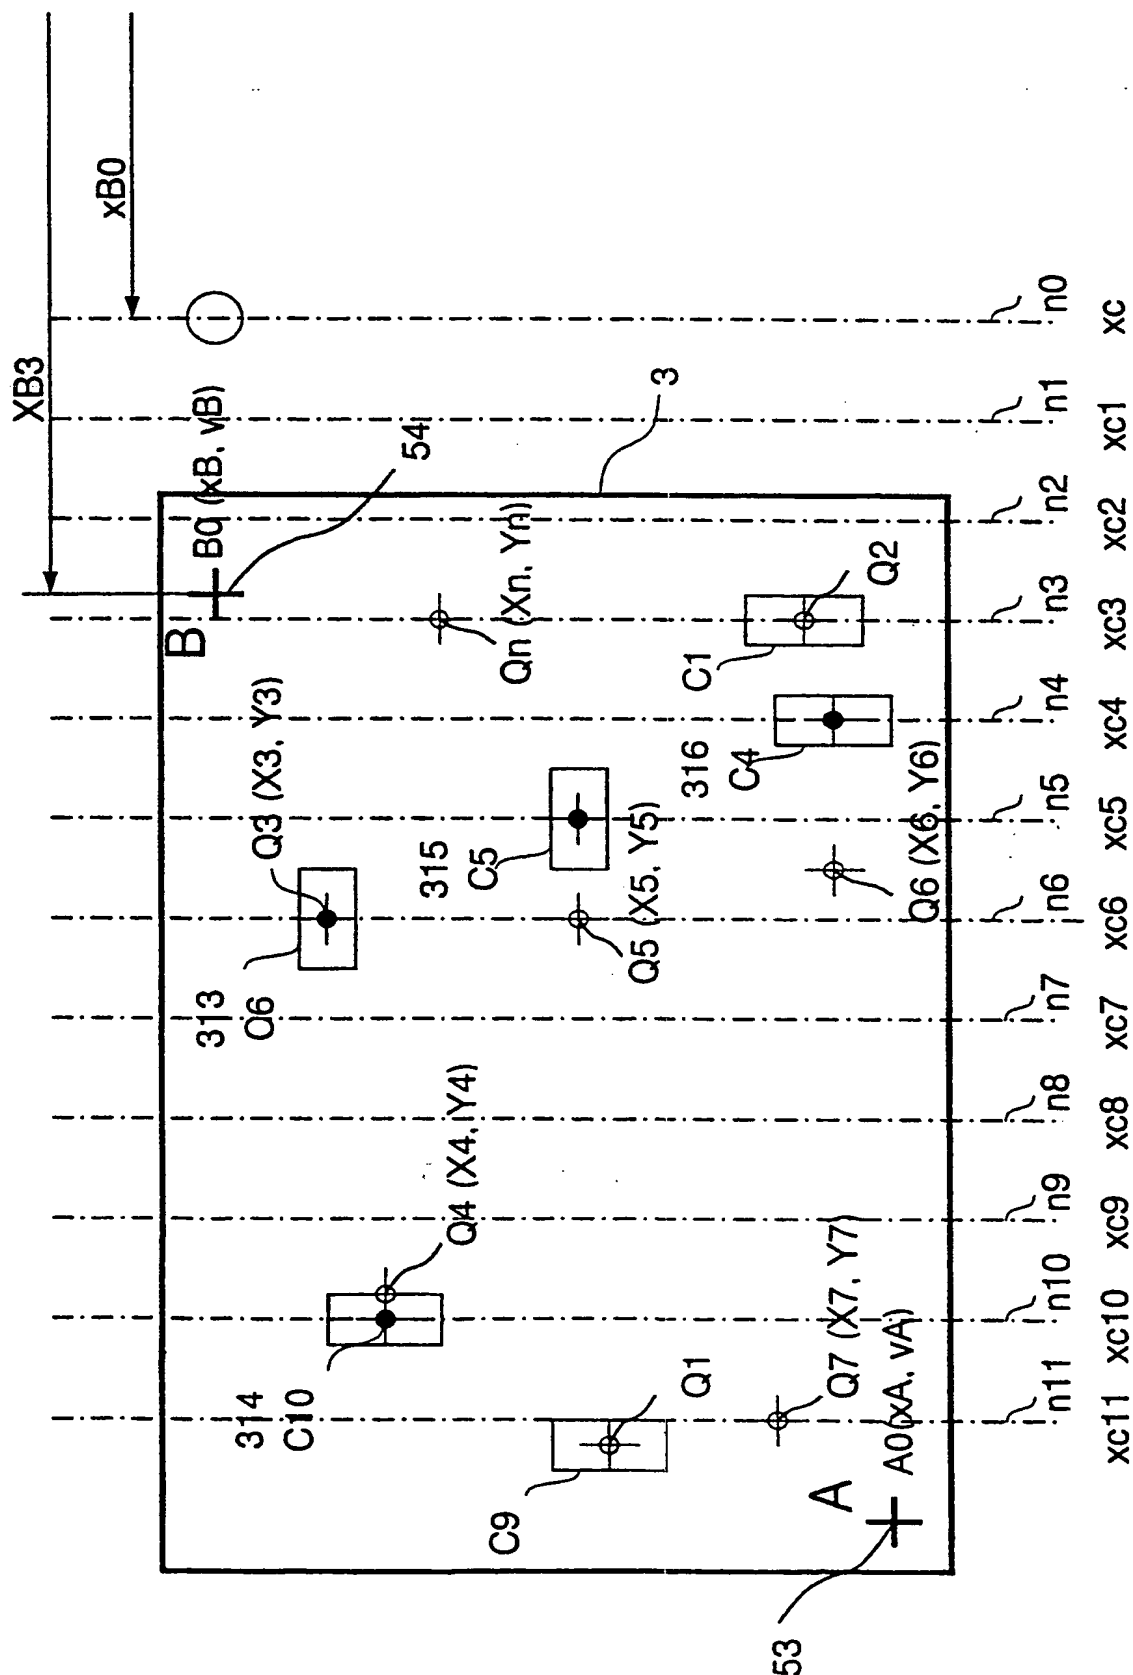 XB3
xB0
B
B0 (xB, vB)
54
3
Qn (Xn, Yn)
Q2
C1
Q3 (X3, Y3)
313
O6
315
C5
Q5 (X5, Y5)
316
C4
Q6 (X6, Y6)
Q4 (X4, Y4)
314
C10
Q1
C9
Q7 (X7, Y7)
A
A0(xA, vA)
53
n11
n10
n9
n8
n7
n6
n5
n4
n3
n2
n1
n0
xc11
xc10
xc9
xc8
xc7
xc6
xc5
xc4
xc3
xc2
xc1
xc